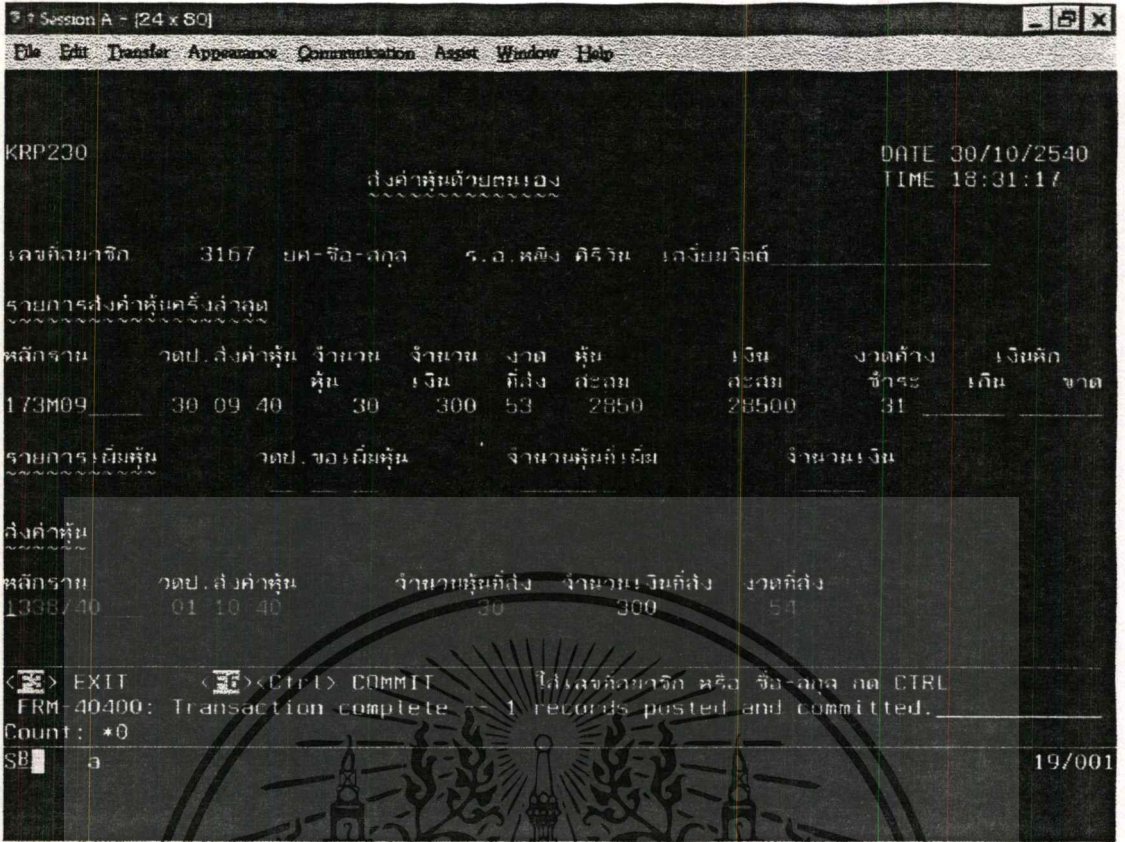 Session A - [24 x 80]
File Edit Transfer Appearance Communication Assist Window Help
KRP230 DATE 30/10/2540
ส่งค่าหุ้นด้วยตนเอง TIME 18:31:17
เลขที่สมาชิก 3167 ยศ-ชื่อ-สกุล ร.อ.หญิง ศิริวัน เถงี่ยมจิตต์
รายการส่งค่าหุ้นครั้งล่าสุด
หลักฐาน วดป.ส่งค่าหุ้น จำนวน จำนวน งวด หุ้น เงิน งวดค้าง เงินหัก
หุ้น เงิน ที่ส่ง สะสม สะสม ชำระ เกิน ขาด
173M09 30 09 40 30 300 53 2850 28500 31
รายการเพิ่มหุ้น วดป.ขอเพิ่มหุ้น จำนวนหุ้นที่เพิ่ม จำนวนเงิน
ส่งค่าหุ้น
หลักฐาน วดป.ส่งค่าหุ้น จำนวนหุ้นที่ส่ง จำนวนเงินที่ส่ง งวดที่ส่ง
1338/40 01 10 40 30 300 54
EXIT <Ctrl> COMMIT ใส่เลขที่สมาชิก หรือ ชื่อ-สกุล กด CTRL
FRM-40400: Transaction complete -- 1 records posted and committed.
Count: *0
SB a 19/001